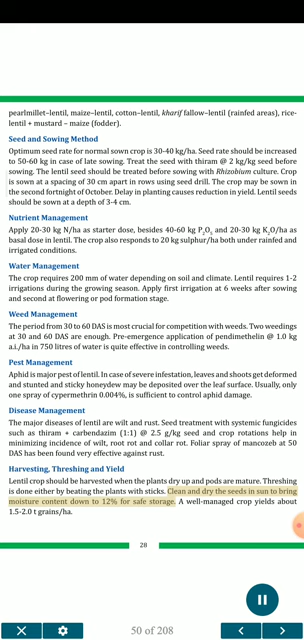 pearlmillet–lentil, maize–lentil, cotton–lentil, kharif fallow–lentil (rainfed areas), rice-
lentil + mustard – maize (fodder).
Seed and Sowing Method
Optimum seed rate for normal sown crop is 30-40 kg/ha. Seed rate should be increased
to 50-60 kg in case of late sowing. Treat the seed with thiram @ 2 kg/kg seed before
sowing. The lentil seed should be treated before sowing with Rhizobium culture. Crop
is sown at a spacing of 30 cm apart in rows using seed drill. The crop may be sown in
the second fortnight of October. Delay in planting causes reduction in yield. Lentil seeds
should be sown at a depth of 3-4 cm.
Nutrient Management
Apply 20-30 kg N/ha as starter dose, besides 40-60 kg P₂O₅ and 20-30 kg K₂O/ha as
basal dose in lentil. The crop also responds to 20 kg sulphur/ha both under rainfed and
irrigated conditions.
Water Management
The crop requires 200 mm of water depending on soil and climate. Lentil requires 1-2
irrigations during the growing season. Apply first irrigation at 6 weeks after sowing
and second at flowering or pod formation stage.
Weed Management
The period from 30 to 60 DAS is most crucial for competition with weeds. Two weedings
at 30 and 60 DAS are enough. Pre-emergence application of pendimethelin @ 1.0 kg
a.i./ha in 750 litres of water is quite effective in controlling weeds.
Pest Management
Aphid is major pest of lentil. In case of severe infestation, leaves and shoots get deformed
and stunted and sticky honeydew may be deposited over the leaf surface. Usually, only
one spray of cypermethrin 0.004%, is sufficient to control aphid damage.
Disease Management
The major diseases of lentil are wilt and rust. Seed treatment with systemic fungicides
such as thiram + carbendazim (1:1) @ 2.5 g/kg seed and crop rotations help in
minimizing incidence of wilt, root rot and collar rot. Foliar spray of mancozeb at 50
DAS has been found very effective against rust.
Harvesting, Threshing and Yield
Lentil crop should be harvested when the plants dry up and pods are mature. Threshing
is done either by beating the plants with sticks. Clean and dry the seeds in sun to bring
moisture content down to 12% for safe storage. A well-managed crop yields about
1.5-2.0 t grains/ha.
28
50 of 208